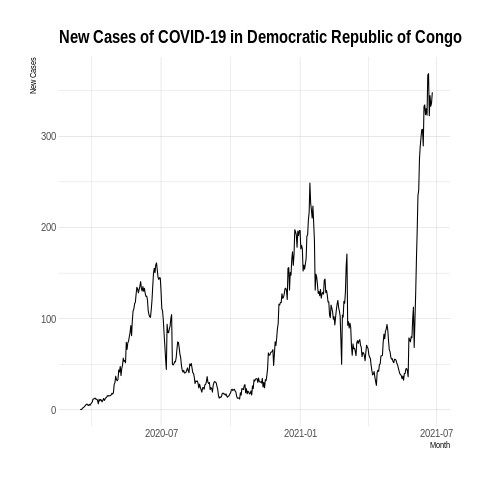 New Cases of COVID-19 in Democratic Republic of Congo
New Cases
300
200
100
0
2020-07 2021-01 2021-07
Month